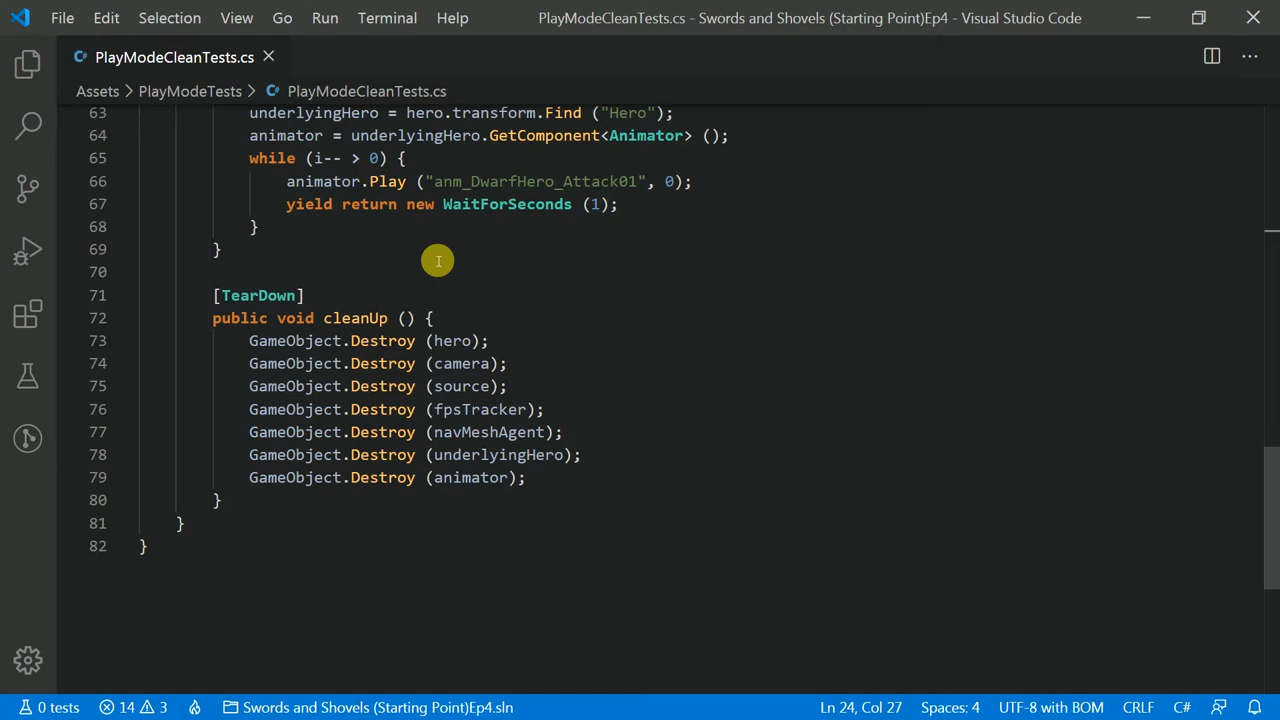 File Edit Selection View Go Run Terminal Help PlayModeCleanTests.cs - Swords and Shovels (Starting Point)Ep4 - Visual Studio Code
PlayModeCleanTests.cs
Assets > PlayModeTests > PlayModeCleanTests.cs
63 underlyingHero = hero.transform.Find ("Hero");
64 animator = underlyingHero.GetComponent<Animator> ();
65 while (i-- > 0) {
66 animator.Play ("anm_DwarfHero_Attack01", 0);
67 yield return new WaitForSeconds (1);
68 }
69 }
70
71 [TearDown]
72 public void cleanUp () {
73 GameObject.Destroy (hero);
74 GameObject.Destroy (camera);
75 GameObject.Destroy (source);
76 GameObject.Destroy (fpsTracker);
77 GameObject.Destroy (navMeshAgent);
78 GameObject.Destroy (underlyingHero);
79 GameObject.Destroy (animator);
80 }
81 }
82 }
0 tests 14 3 Swords and Shovels (Starting Point)Ep4.sln Ln 24, Col 27 Spaces: 4 UTF-8 with BOM CRLF C#